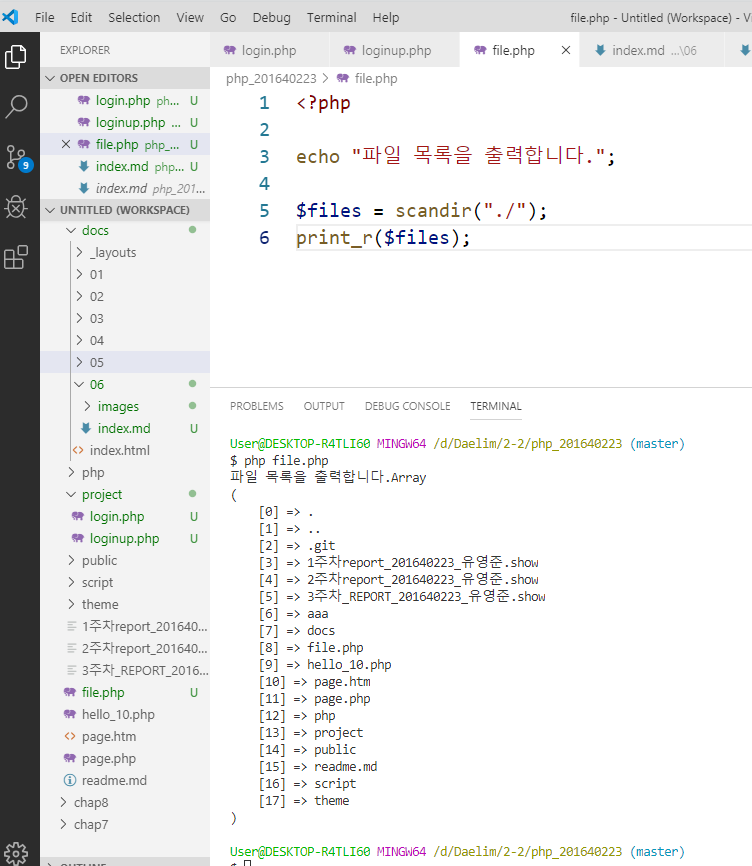 File Edit Selection View Go Debug Terminal Help file.php - Untitled (Workspace) - Vi
EXPLORER
OPEN EDITORS
login.php ph... U
loginup.php ... U
file.php php_... U
index.md php... U
index.md php_201...
UNTITLED (WORKSPACE)
docs
_layouts
01
02
03
04
05
06
images
index.md U
index.html
php
project
login.php U
loginup.php U
public
script
theme
1주차report_201640...
2주차report_201640...
3주차_REPORT_2016...
file.php U
hello_10.php
page.htm
page.php
readme.md
chap8
chap7
OUTLINE
9
login.php loginup.php file.php index.md ...\06
php_201640223 > file.php
1 <?php
2
3 echo "파일 목록을 출력합니다.";
4
5 $files = scandir("./");
6 print_r($files);
PROBLEMS OUTPUT DEBUG CONSOLE TERMINAL
User@DESKTOP-R4TLI60 MINGW64 /d/Daelim/2-2/php_201640223 (master)
$ php file.php
파일 목록을 출력합니다.Array
(
[0] => .
[1] => ..
[2] => .git
[3] => 1주차report_201640223_유영준.show
[4] => 2주차report_201640223_유영준.show
[5] => 3주차_REPORT_201640223_유영준.show
[6] => aaa
[7] => docs
[8] => file.php
[9] => hello_10.php
[10] => page.htm
[11] => page.php
[12] => php
[13] => project
[14] => public
[15] => readme.md
[16] => script
[17] => theme
)
User@DESKTOP-R4TLI60 MINGW64 /d/Daelim/2-2/php_201640223 (master)
$